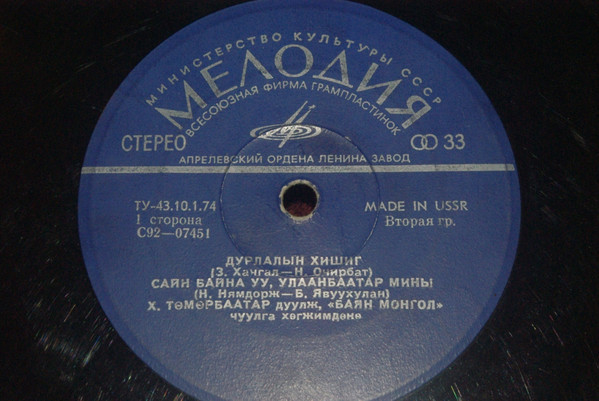 МИНИСТЕРСТВО КУЛЬТУРЫ СССР
МЕЛОДИЯ
ВСЕСОЮЗНАЯ ФИРМА ГРАМПЛАСТИНОК
СТЕРЕО 33
АПРЕЛЕВСКИЙ ОРДЕНА ЛЕНИНА ЗАВОД
ТУ-43.10.1.74 MADE IN USSR
1 сторона Вторая гр.
С92—07451
ДУРЛАЛЫН ХИШИГ
(З. Хангал—Н. Очирбат)
САЯН БАЙНА УУ, УЛААНБААТАР МИНЫ
(Н. Нямдорж—Б. Явуухулан)
Х. ТӨМӨРБААТАР дуулж, «БАЯН МОНГОЛ»
чуулга хөгжимдөнө